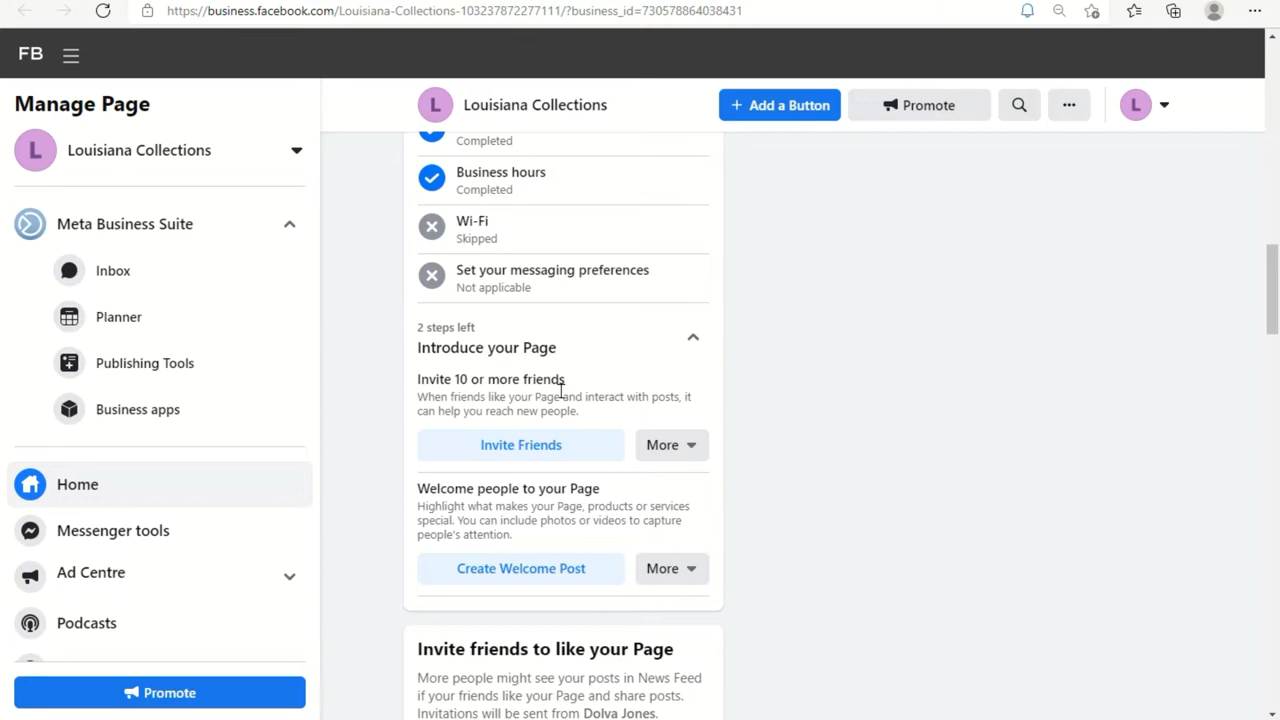 https://business.facebook.com/Louisiana-Collections-103237872277111/?business_id=730578864038431
FB
Manage Page
L
Louisiana Collections
Meta Business Suite
Inbox
Planner
Publishing Tools
Business apps
Home
Messenger tools
Ad Centre
Podcasts
Promote
L
Louisiana Collections
+ Add a Button
Promote
L
Completed
Business hours
Completed
Wi-Fi
Skipped
Set your messaging preferences
Not applicable
2 steps left
Introduce your Page
Invite 10 or more friends
When friends like your Page and interact with posts, it
can help you reach new people.
Invite Friends
More
Welcome people to your Page
Highlight what makes your Page, products or services
special. You can include photos or videos to capture
people's attention.
Create Welcome Post
More
Invite friends to like your Page
More people might see your posts in News Feed
if your friends like your Page and share posts.
Invitations will be sent from Dolva Jones.